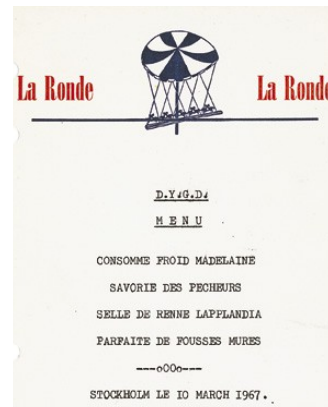 La Ronde La Ronde
D.Y.G.D.
MENU
CONSOMME FROID MADELAINE
SAVORIE DES PECHEURS
SELLE DE RENNE LAPPLANDIA
PARFAITE DE FOUSSES MURES
---oOOo---
STOCKHOLM LE IO MARCH 1967.